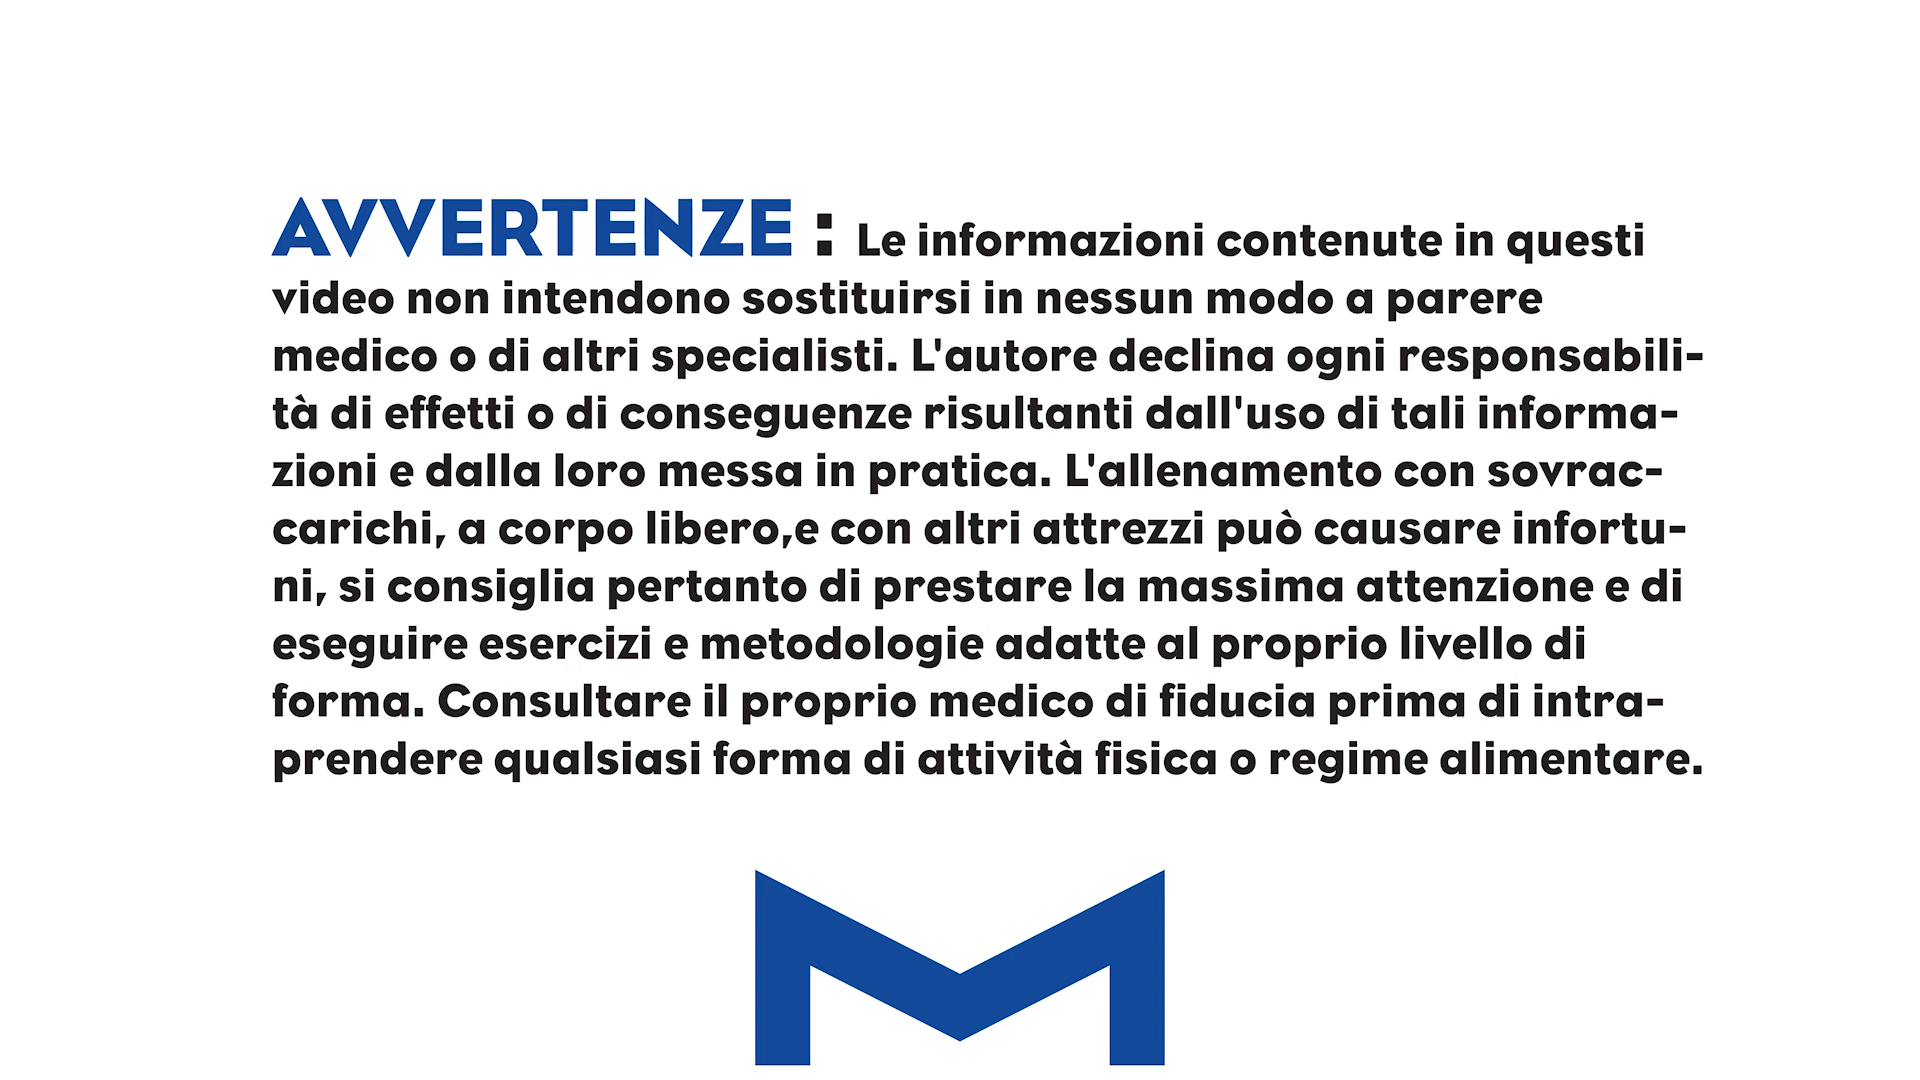 AVVERTENZE : Le informazioni contenute in questi
video non intendono sostituirsi in nessun modo a parere
medico o di altri specialisti. L'autore declina ogni responsabili-
tà di effetti o di conseguenze risultanti dall'uso di tali informa-
zioni e dalla loro messa in pratica. L'allenamento con sovrac-
carichi, a corpo libero,e con altri attrezzi può causare infortu-
ni, si consiglia pertanto di prestare la massima attenzione e di
eseguire esercizi e metodologie adatte al proprio livello di
forma. Consultare il proprio medico di fiducia prima di intra-
prendere qualsiasi forma di attività fisica o regime alimentare.
M